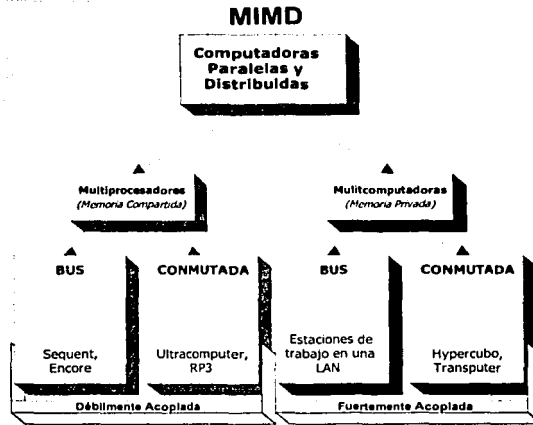 MIMD
Computadoras
Paralelas y
Distribuidas
Multiprocesadores
(Memoria Compartida)
Mulitcomputadoras
(Memoria Privada)
BUS
CONMUTADA
BUS
CONMUTADA
Sequent,
Encore
Ultracomputer,
RP3
Estaciones de
trabajo en una
LAN
Hypercubo,
Transputer
Débilmente Acoplada
Fuertemente Acoplada